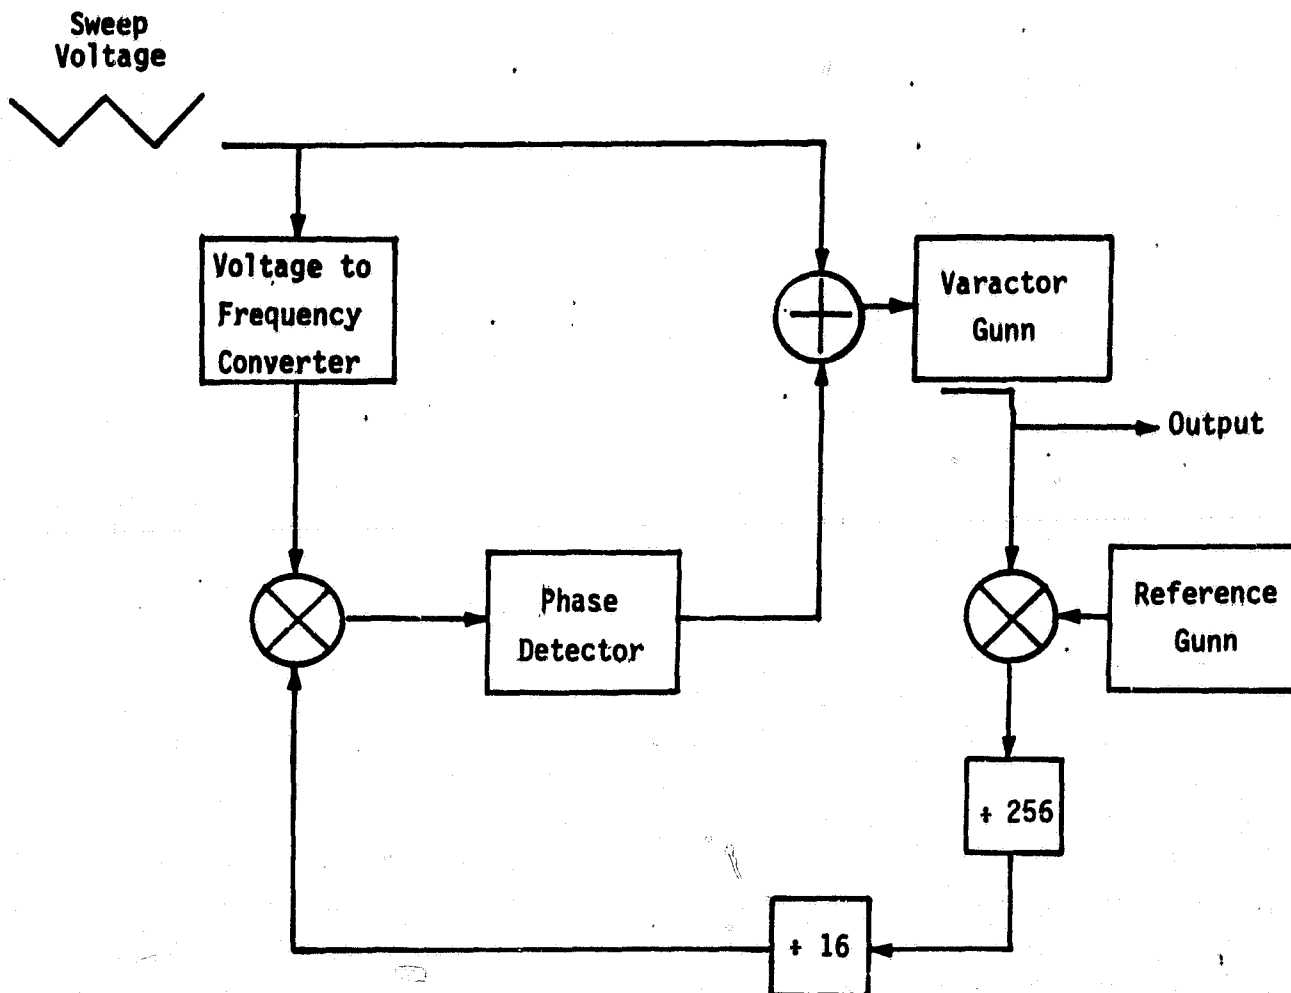 Sweep
Voltage
Voltage to
Frequency
Converter
Varactor
Gunn
Output
Phase
Detector
Reference
Gunn
÷ 256
÷ 16